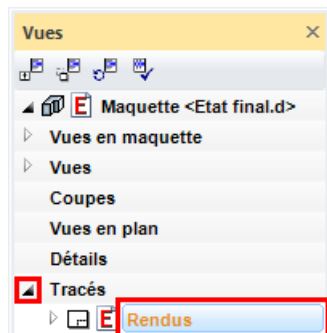 Vues
E Maquette <Etat final.d>
Vues en maquette
Vues
Coupes
Vues en plan
Détails
Tracés
E Rendus